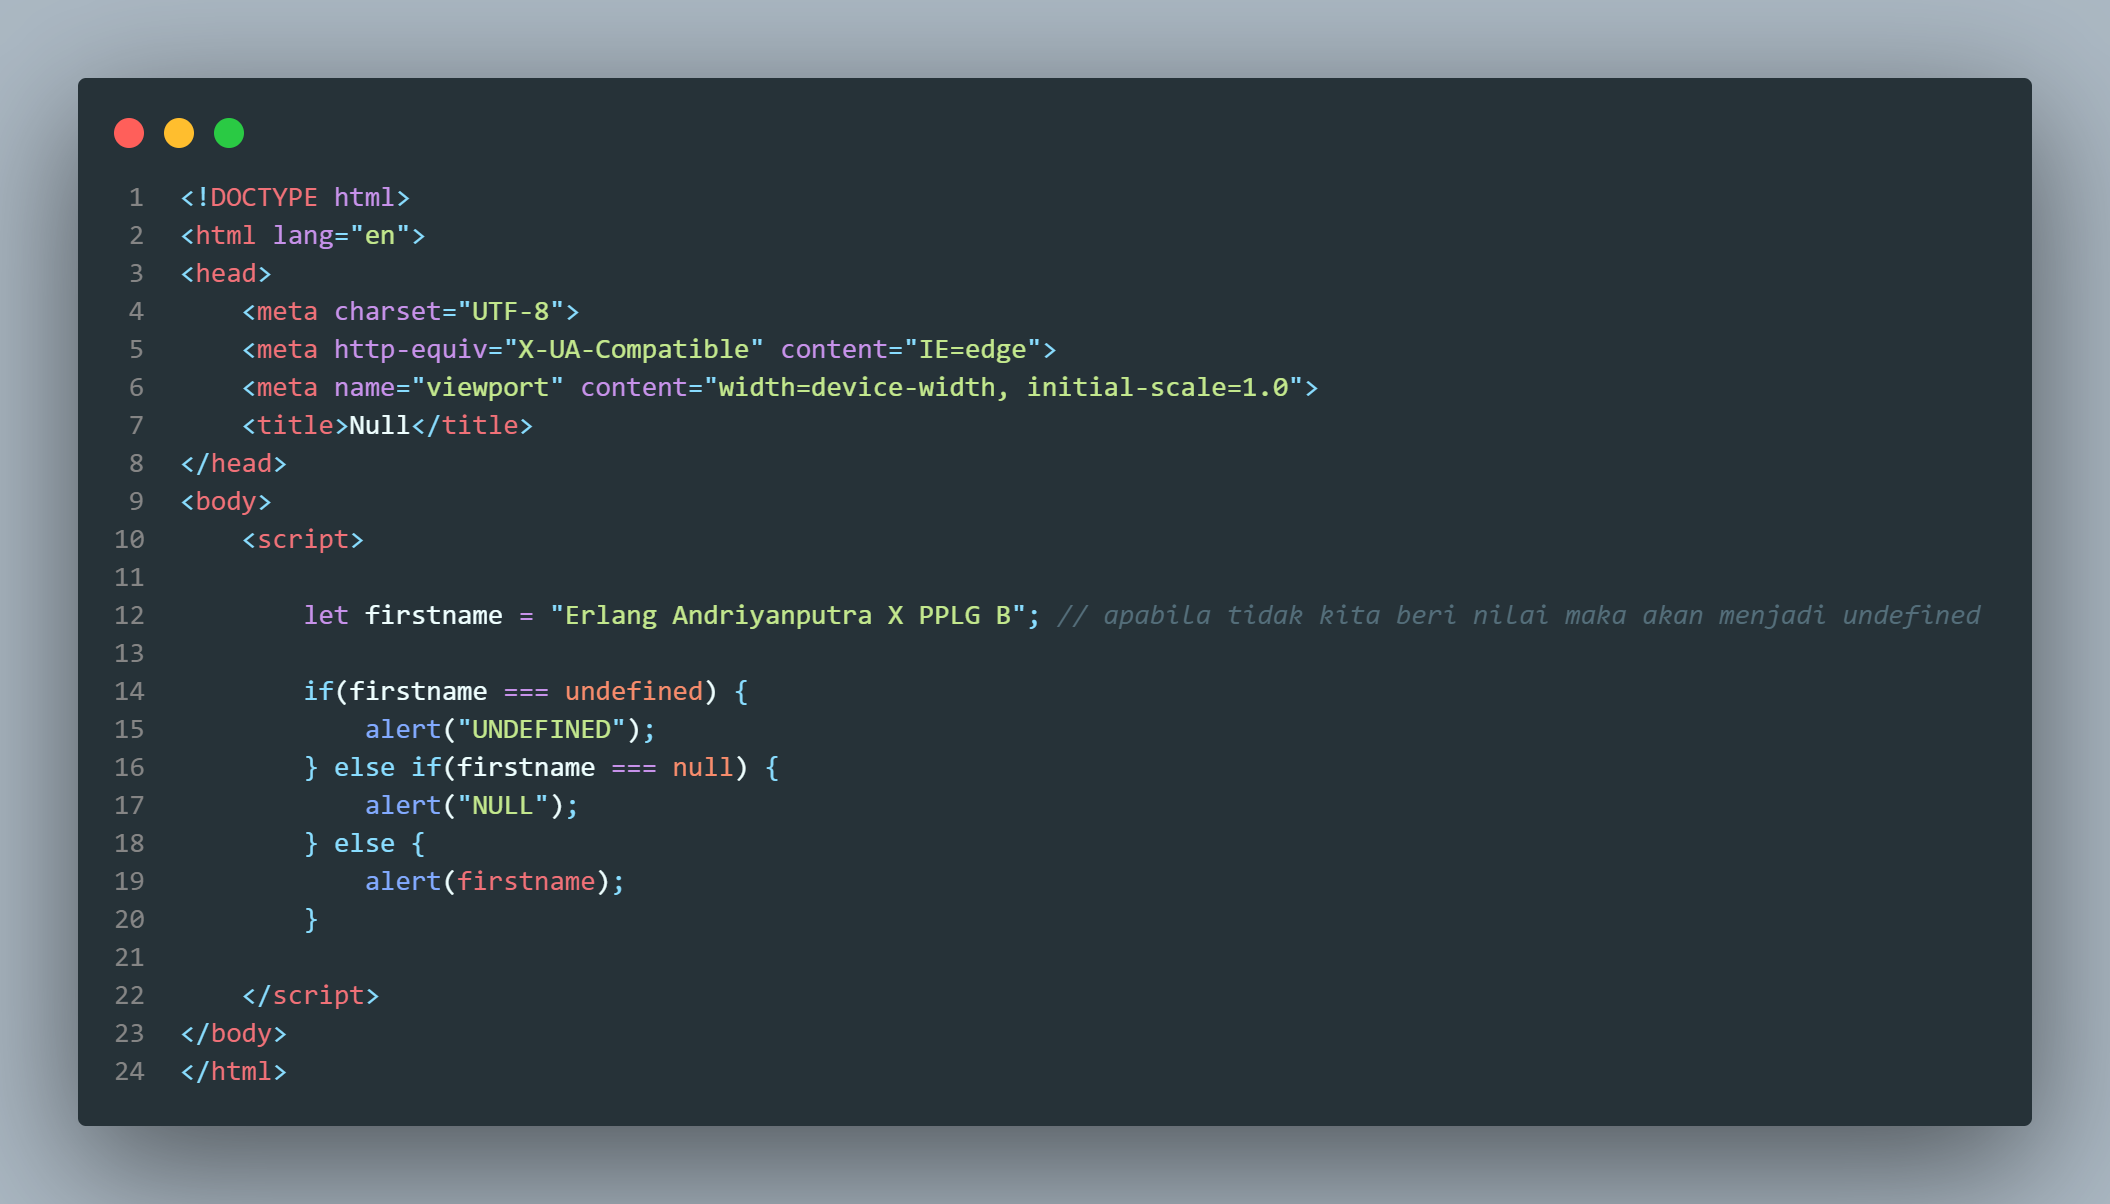 1 <!DOCTYPE html>
2 <html lang="en">
3 <head>
4     <meta charset="UTF-8">
5     <meta http-equiv="X-UA-Compatible" content="IE=edge">
6     <meta name="viewport" content="width=device-width, initial-scale=1.0">
7     <title>Null</title>
8 </head>
9 <body>
10     <script>
11
12         let firstname = "Erlang Andriyanputra X PPLG B"; // apabila tidak kita beri nilai maka akan menjadi undefined
13
14         if(firstname === undefined) {
15             alert("UNDEFINED");
16         } else if(firstname === null) {
17             alert("NULL");
18         } else {
19             alert(firstname);
20         }
21
22     </script>
23 </body>
24 </html>